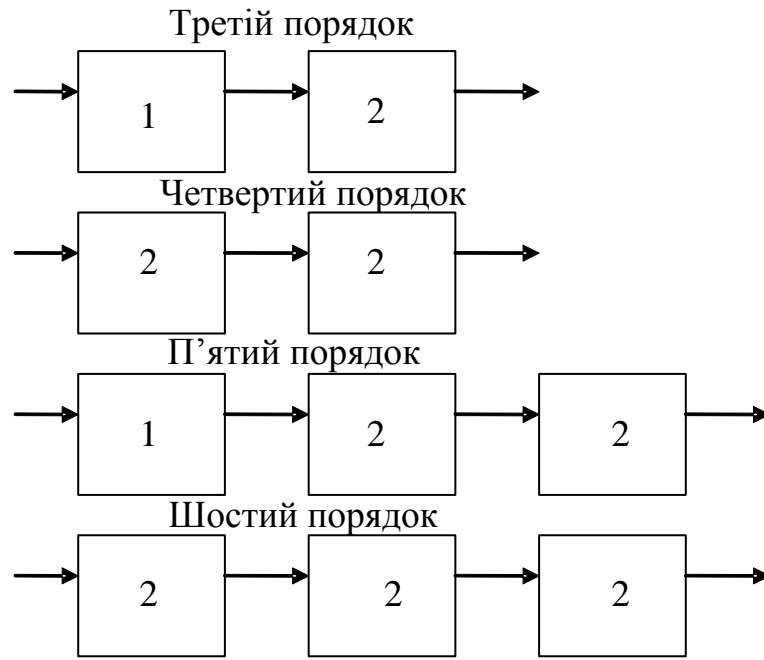 Третій порядок
1 2
Четвертий порядок
2 2
П’ятий порядок
1 2 2
Шостий порядок
2 2 2